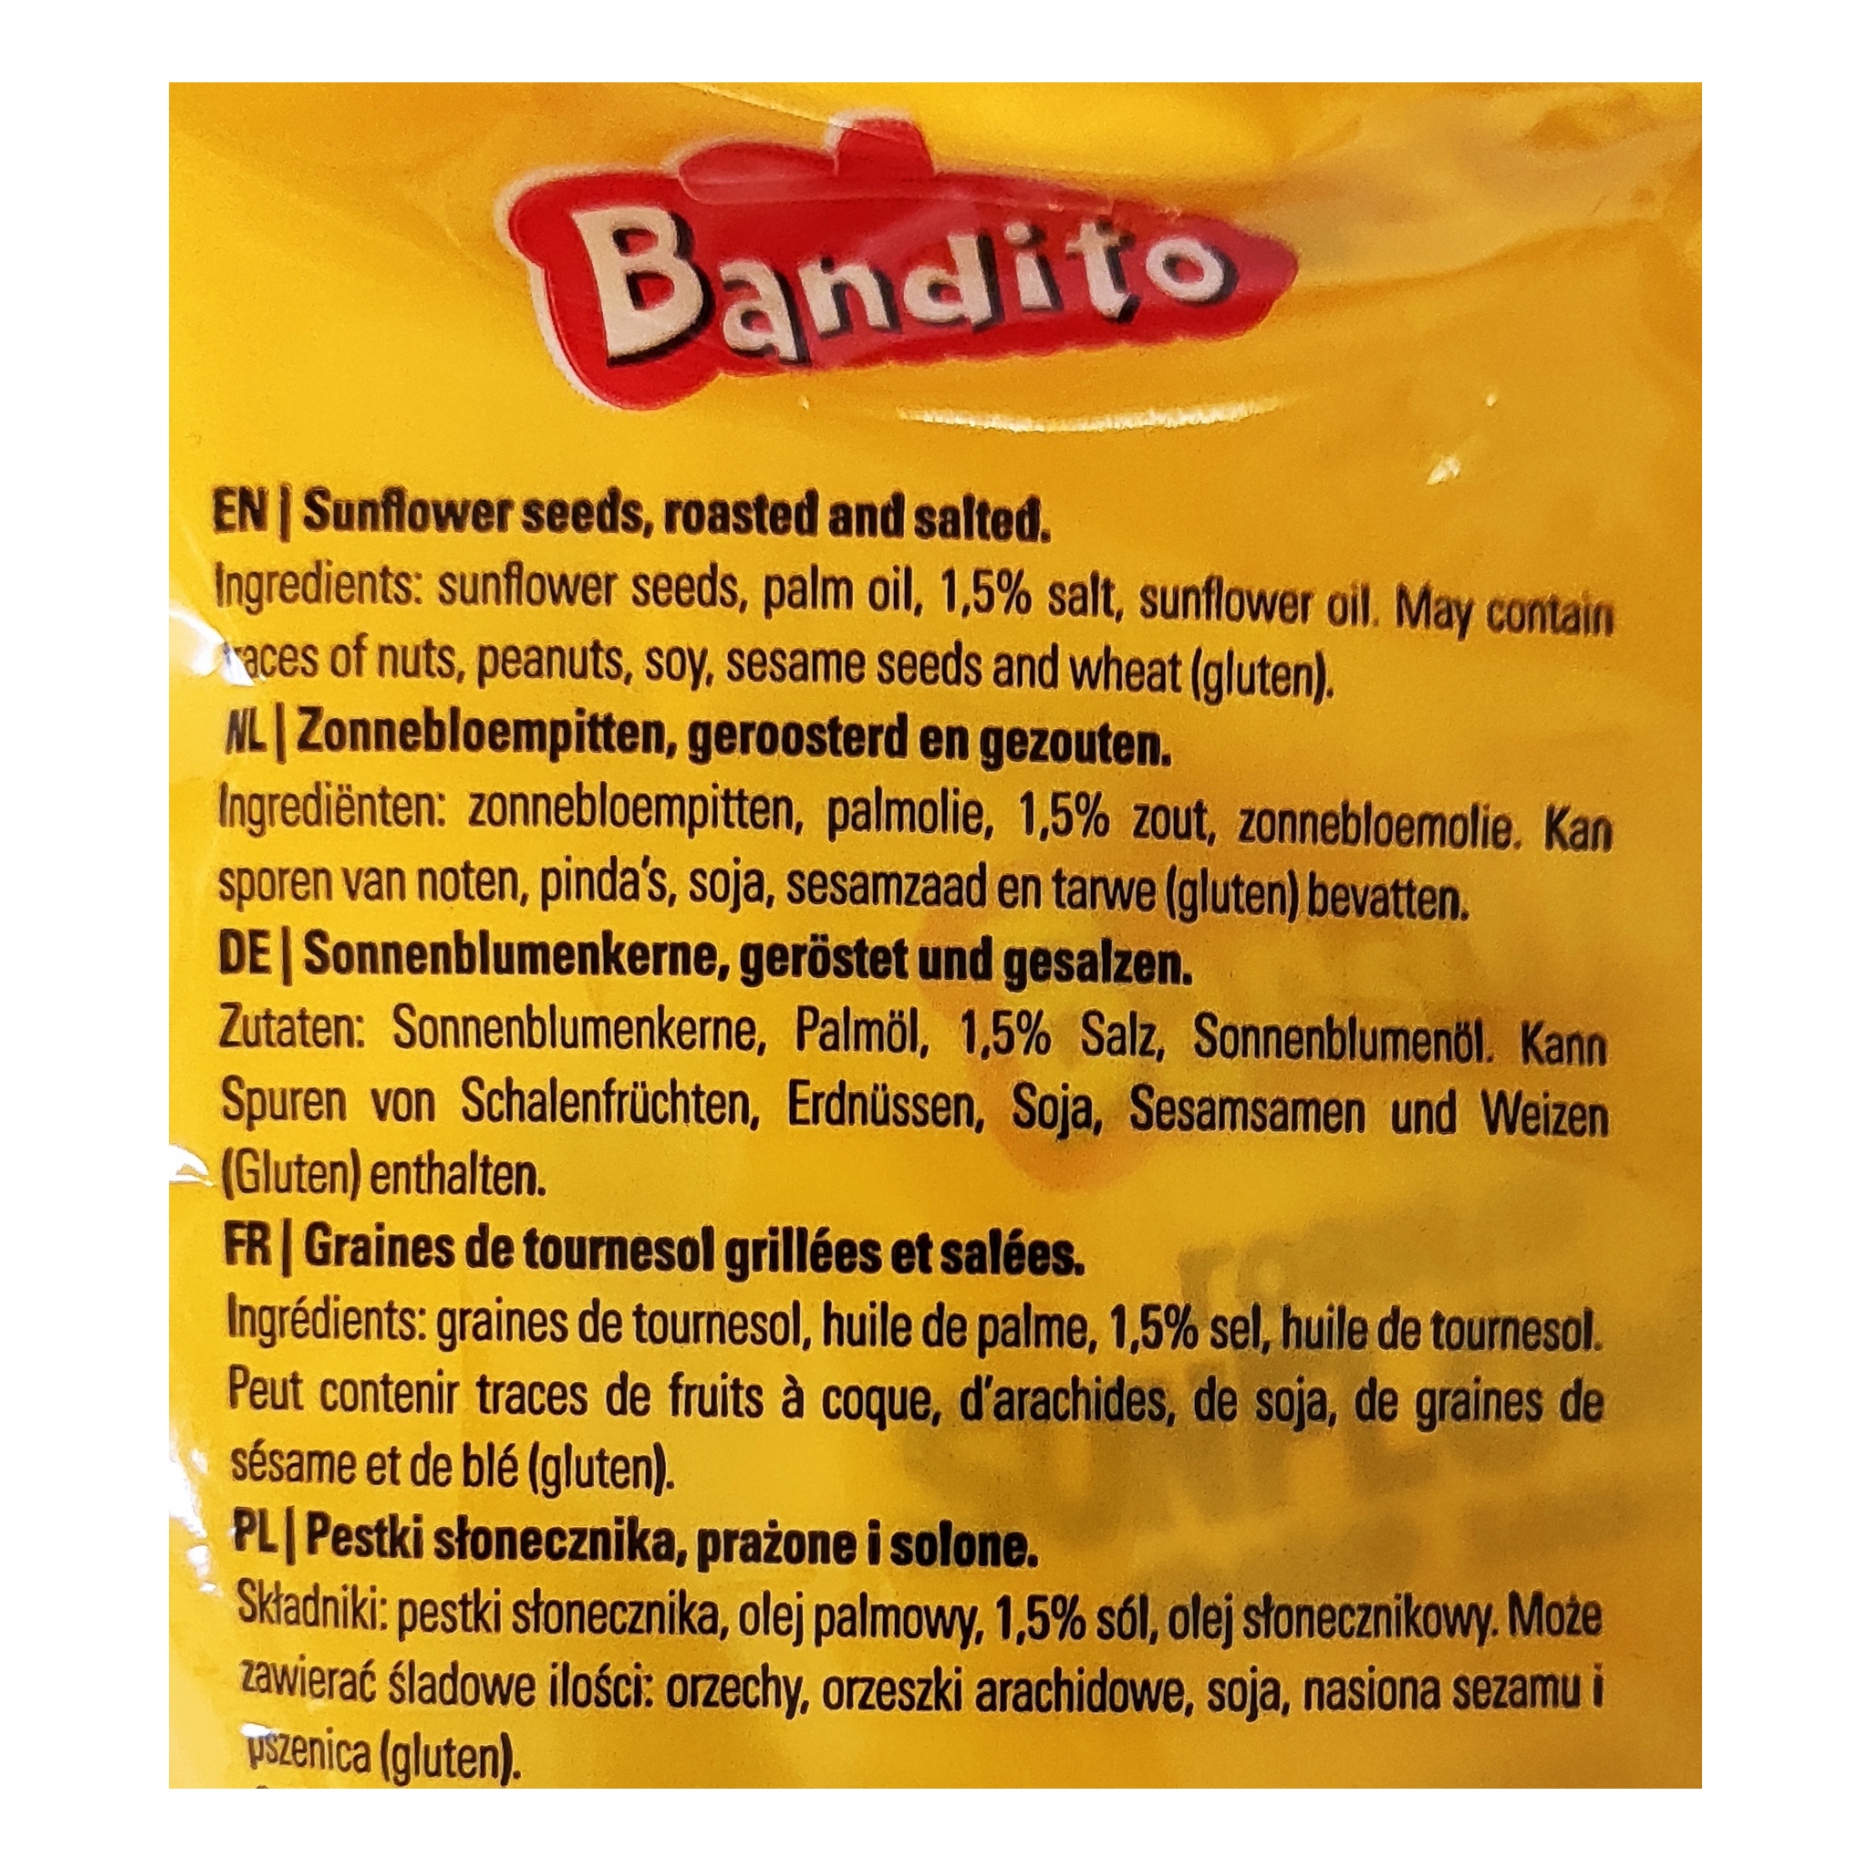 Bandito
EN | Sunflower seeds, roasted and salted.
Ingredients: sunflower seeds, palm oil, 1,5% salt, sunflower oil. May contain
traces of nuts, peanuts, soy, sesame seeds and wheat (gluten).
NL | Zonnebloempitten, geroosterd en gezouten.
Ingrediënten: zonnebloempitten, palmolie, 1,5% zout, zonnebloemolie. Kan
sporen van noten, pinda's, soja, sesamzaad en tarwe (gluten) bevatten.
DE | Sonnenblumenkerne, geröstet und gesalzen.
Zutaten: Sonnenblumenkerne, Palmöl, 1,5% Salz, Sonnenblumenöl. Kann
Spuren von Schalenfrüchten, Erdnüssen, Soja, Sesamsamen und Weizen
(Gluten) enthalten.
FR | Graines de tournesol grillées et salées.
Ingrédients: graines de tournesol, huile de palme, 1,5% sel, huile de tournesol.
Peut contenir traces de fruits à coque, d'arachides, de soja, de graines de
sésame et de blé (gluten).
PL | Pestki słonecznika, prażone i solone.
Składniki: pestki słonecznika, olej palmowy, 1,5% sól, olej słonecznikowy. Może
zawierać śladowe ilości: orzechy, orzeszki arachidowe, soja, nasiona sezamu i
pszenica (gluten).